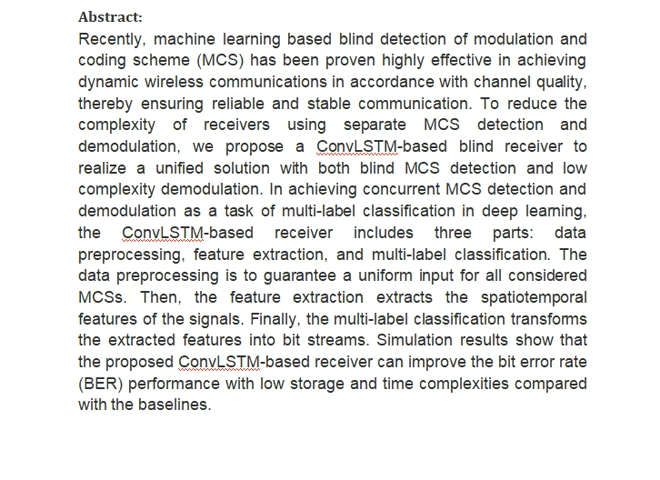 Abstract:
Recently, machine learning based blind detection of modulation and
coding scheme (MCS) has been proven highly effective in achieving
dynamic wireless communications in accordance with channel quality,
thereby ensuring reliable and stable communication. To reduce the
complexity of receivers using separate MCS detection and
demodulation, we propose a ConvLSTM-based blind receiver to
realize a unified solution with both blind MCS detection and low
complexity demodulation. In achieving concurrent MCS detection and
demodulation as a task of multi-label classification in deep learning,
the ConvLSTM-based receiver includes three parts: data
preprocessing, feature extraction, and multi-label classification. The
data preprocessing is to guarantee a uniform input for all considered
MCSs. Then, the feature extraction extracts the spatiotemporal
features of the signals. Finally, the multi-label classification transforms
the extracted features into bit streams. Simulation results show that
the proposed ConvLSTM-based receiver can improve the bit error rate
(BER) performance with low storage and time complexities compared
with the baselines.